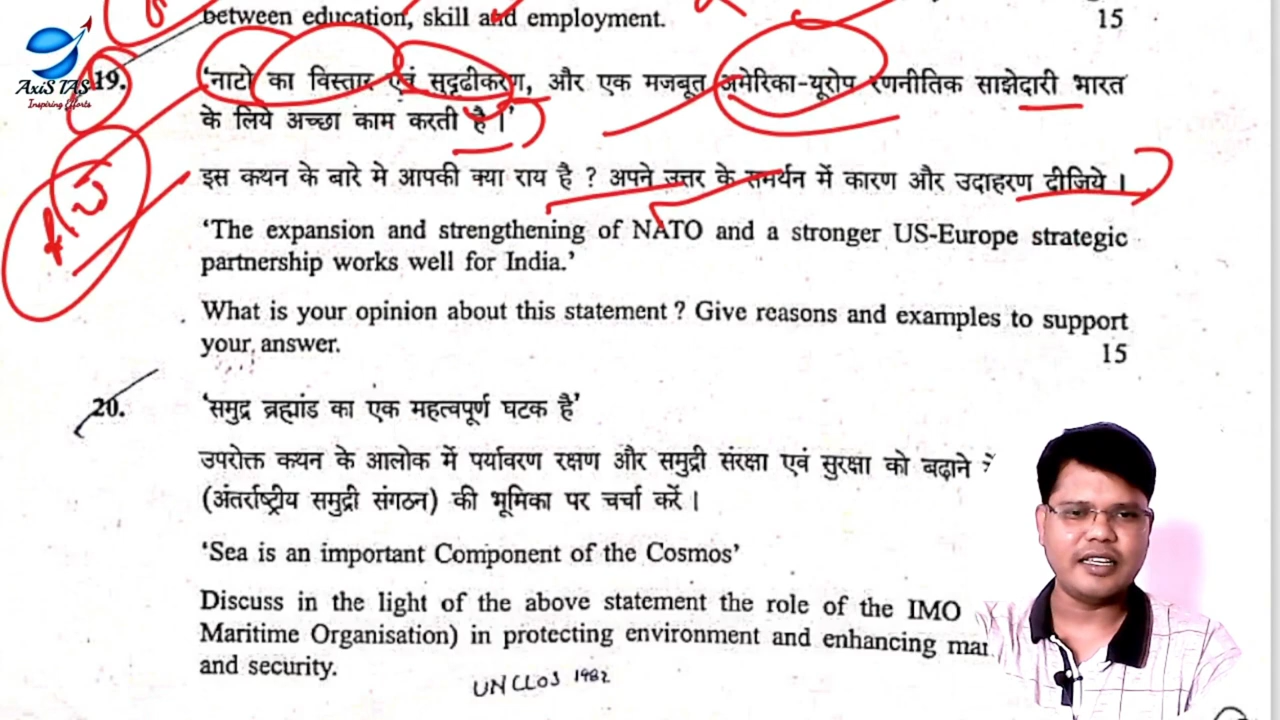 between education, skill and employment.
15
AxiS IAS
Inspiring Efforts
19.
'नाटो का विस्तार एवं सुदृढीकरण, और एक मजबूत अमेरिका-यूरोप रणनीतिक साझेदारी भारत
के लिये अच्छा काम करती है ।'
इस कथन के बारे मे आपकी क्या राय है ? अपने उत्तर के समर्थन में कारण और उदाहरण दीजिये ।
'The expansion and strengthening of NATO and a stronger US-Europe strategic
partnership works well for India.'
What is your opinion about this statement ? Give reasons and examples to support
your answer.
15
20.
'समुद्र ब्रह्मांड का एक महत्वपूर्ण घटक है'
उपरोक्त कथन के आलोक में पर्यावरण रक्षण और समुद्री संरक्षा एवं सुरक्षा को बढ़ाने
(अंतर्राष्ट्रीय समुद्री संगठन) की भूमिका पर चर्चा करें ।
'Sea is an important Component of the Cosmos'
Discuss in the light of the above statement the role of the IMO
Maritime Organisation) in protecting environment and enhancing
and security.
UNCLOS 1982